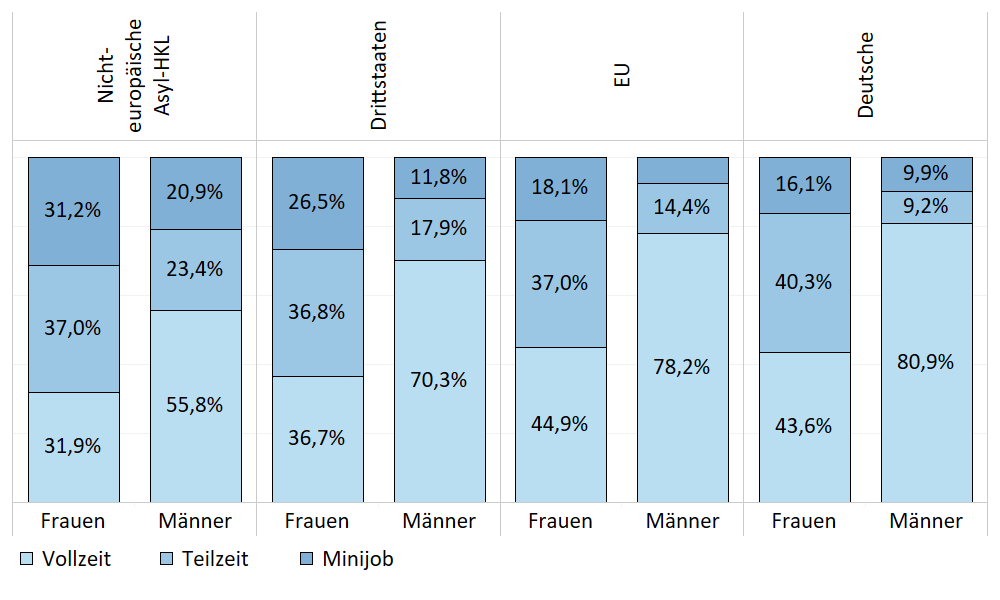 Nicht-
europäische
Asyl-HKL
Drittstaaten
EU
Deutsche
31,2%
37,0%
31,9%
20,9%
23,4%
55,8%
26,5%
36,8%
36,7%
11,8%
17,9%
70,3%
18,1%
37,0%
44,9%
14,4%
78,2%
16,1%
40,3%
43,6%
9,9%
9,2%
80,9%
Frauen Männer Frauen Männer Frauen Männer Frauen Männer
Vollzeit Teilzeit Minijob